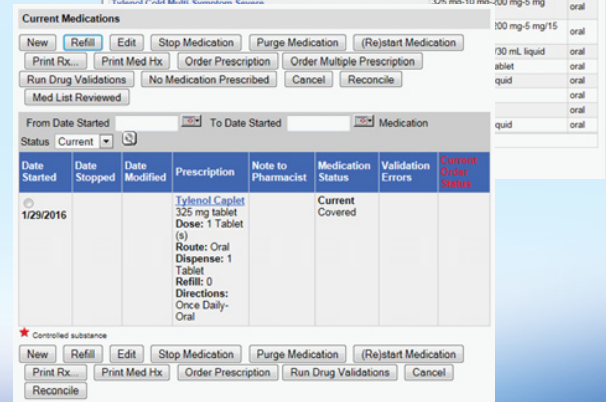 Tylenol Cold Multi-Symptom Severe
325 mg-10 mg-200 mg-5 mg
oral
200 mg-5 mg/15
oral
/30 mL liquid oral
ablet oral
quid oral
oral
oral
quid oral
oral
Current Medications
New Refill Edit Stop Medication Purge Medication (Re)start Medication
Print Rx... Print Med Hx Order Prescription Order Multiple Prescription
Run Drug Validations No Medication Prescribed Cancel Reconcile
Med List Reviewed
From Date Started To Date Started Medication
Status Current
Date Started Date Stopped Date Modified Prescription Note to Pharmacist Medication Status Validation Errors Current Order Status
1/29/2016
Tylenol Caplet
325 mg tablet
Dose: 1 Tablet
(s)
Route: Oral
Dispense: 1
Tablet
Refill: 0
Directions:
Once Daily-
Oral
Current
Covered
Controlled substance
New Refill Edit Stop Medication Purge Medication (Re)start Medication
Print Rx... Print Med Hx Order Prescription Run Drug Validations Cancel
Reconcile